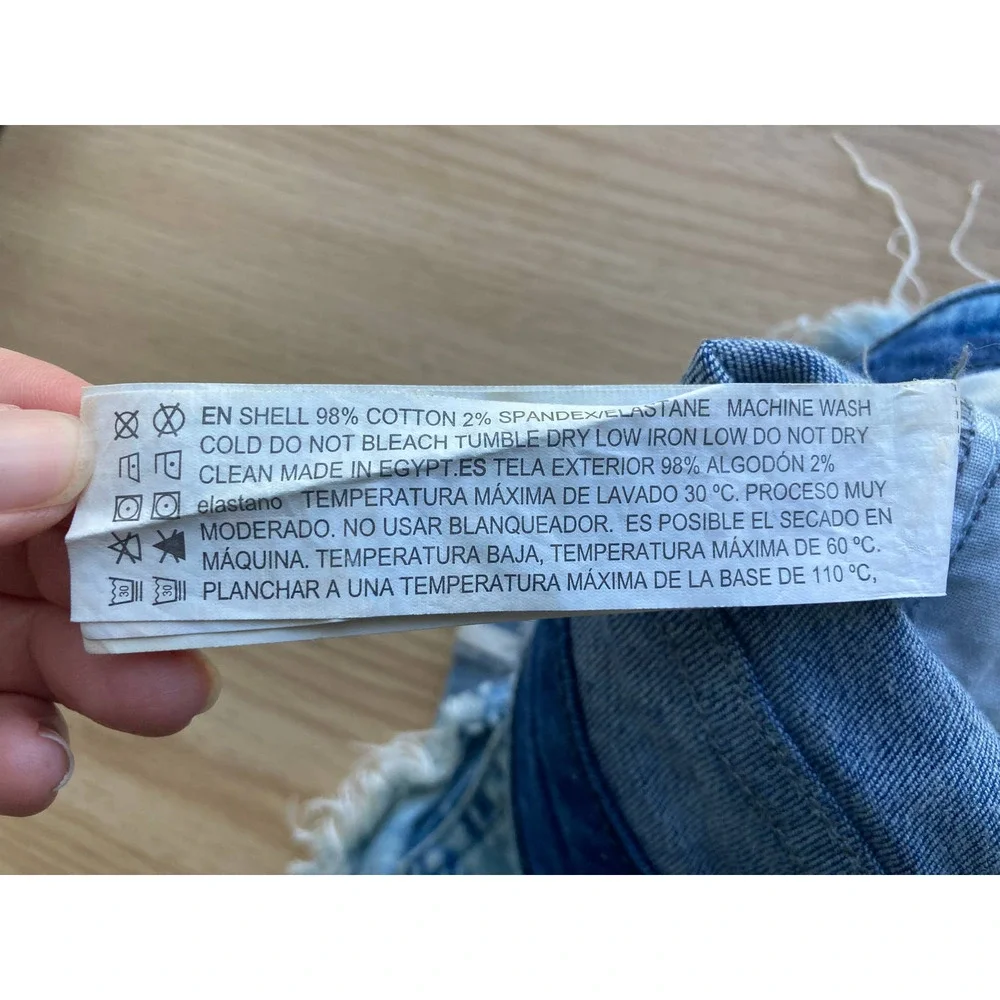 EN SHELL 98% COTTON 2% SPANDEX/ELASTANE MACHINE WASH
COLD DO NOT BLEACH TUMBLE DRY LOW IRON LOW DO NOT DRY
CLEAN MADE IN EGYPT.ES TELA EXTERIOR 98% ALGODÓN 2%
elastano TEMPERATURA MÁXIMA DE LAVADO 30 ºC. PROCESO MUY
MODERADO. NO USAR BLANQUEADOR. ES POSIBLE EL SECADO EN
MÁQUINA. TEMPERATURA BAJA, TEMPERATURA MÁXIMA DE 60 ºC.
30 30 PLANCHAR A UNA TEMPERATURA MÁXIMA DE LA BASE DE 110 ºC,